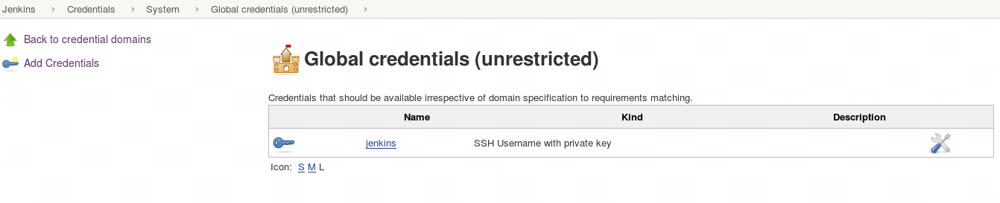 Jenkins Credentials System Global credentials (unrestricted)
Back to credential domains
Add Credentials
Global credentials (unrestricted)
Credentials that should be available irrespective of domain specification to requirements matching.
Name Kind Description
jenkins SSH Username with private key
Icon: S M L